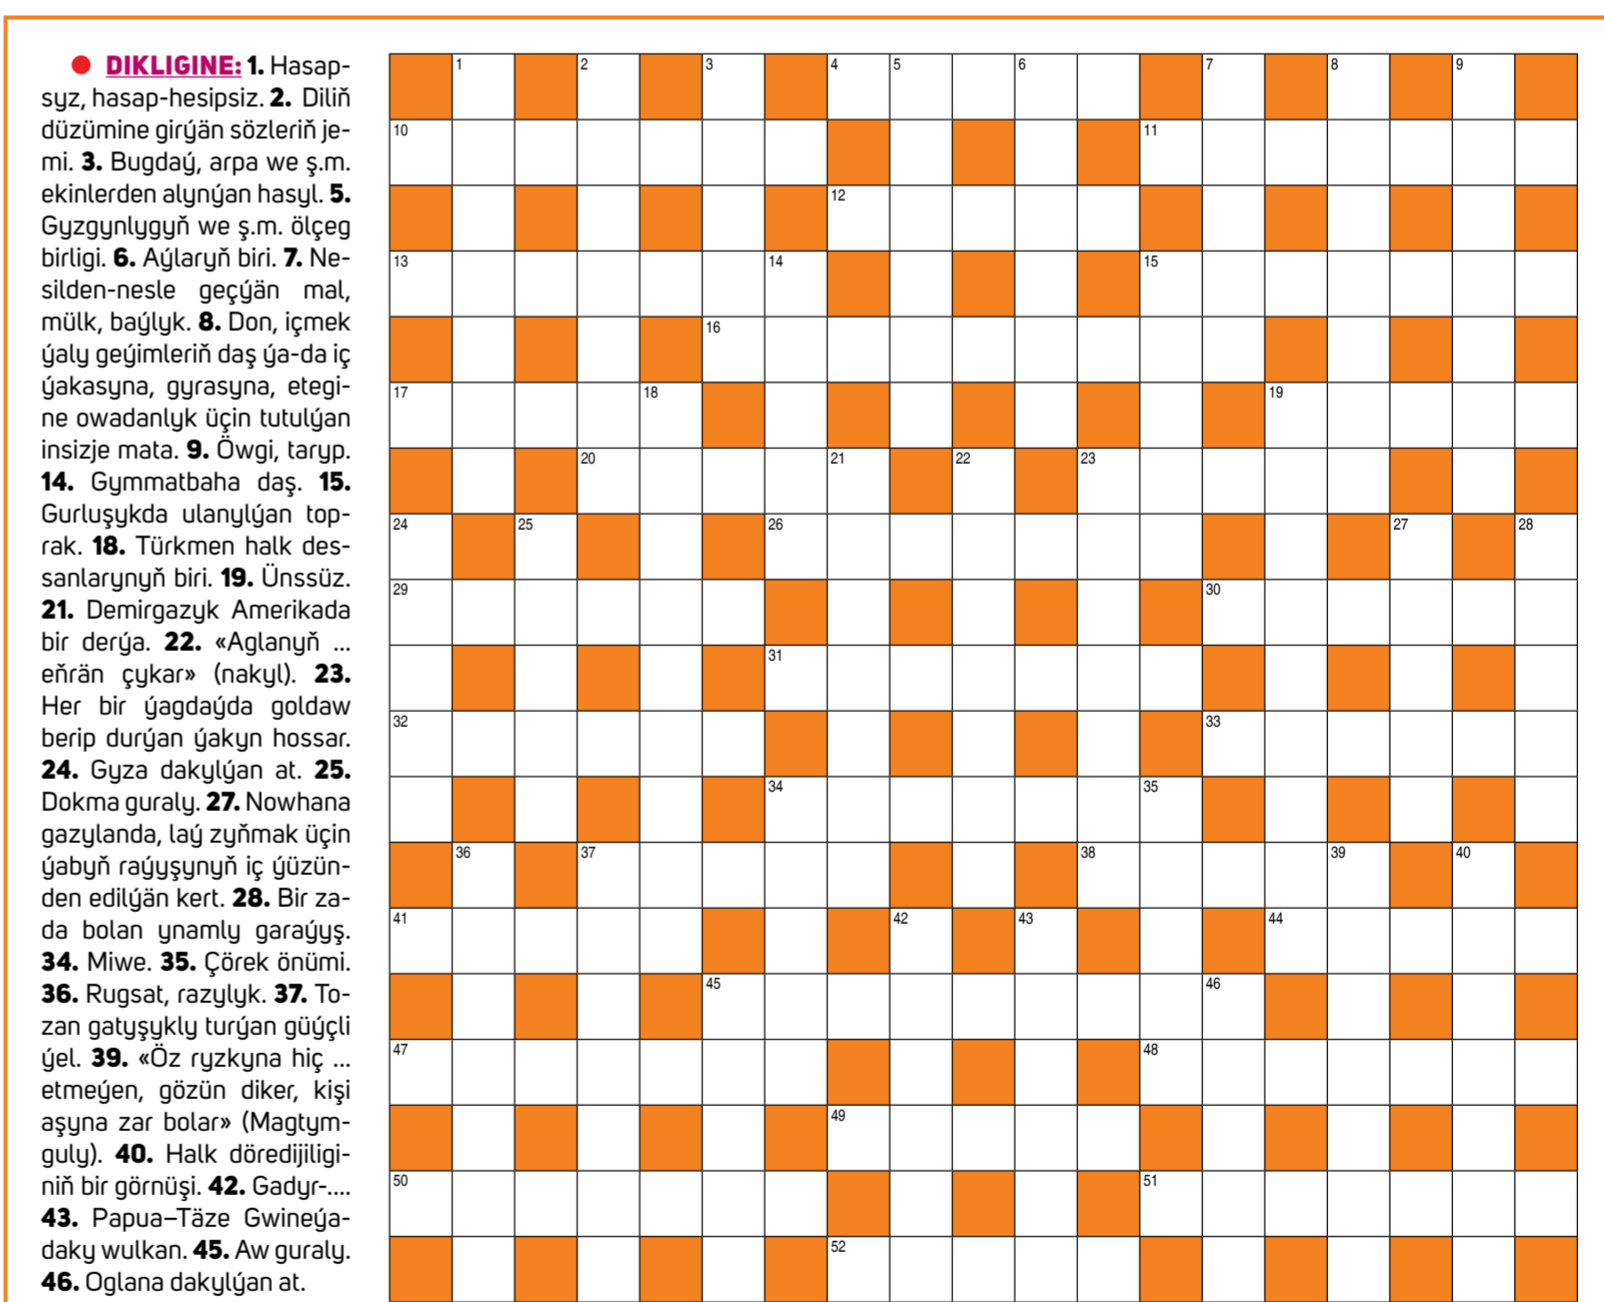 ● DIKLIGINE: 1. Hasap-
syz, hasap-hesipsiz. 2. Diliň
düzümine girýän sözleriň je-
mi. 3. Bugdaý, arpa we ş.m.
ekinlerden alynýan hasyl. 5.
Gyzgynlygyň we ş.m. ölçeg
birligi. 6. Aýlaryň biri. 7. Ne-
silden-nesle geçýän mal,
mülk, baýlyk. 8. Don, içmek
ýaly geýimleriň daş ýa-da iç
ýakasyna, gyrasyna, etegi-
ne owadanlyk üçin tutulýan
insizje mata. 9. Öwgi, taryp.
14. Gymmatbaha daş. 15.
Gurluşykda ulanylýan top-
rak. 18. Türkmen halk des-
sanlarynyň biri. 19. Ünssüz.
21. Demirgazyk Amerikada
bir derýa. 22. «Aglanyň ...
eňrän çykar» (nakyl). 23.
Her bir ýagdaýda goldaw
berip durýan ýakyn hossar.
24. Gyza dakylýan at. 25.
Dokma guraly. 27. Nowhana
gazylanda, laý zyňmak üçin
ýabyň raýyşynyň iç ýüzün-
den edilýän kert. 28. Bir za-
da bolan ynamly garaýyş.
34. Miwe. 35. Çörek önümi.
36. Rugsat, razylyk. 37. To-
zan gatyşykly turýan güýçli
ýel. 39. «Öz ryzkyna hiç ...
etmeýen, gözün diker, kişi
aşyna zar bolar» (Magtym-
guly). 40. Halk döredijiligi-
niň bir görnüşi. 42. Gadyr-....
43. Papua–Täze Gwineýa-
daky wulkan. 45. Aw guraly.
46. Oglana dakylýan at.
1 2 3 4 5 6 7 8 9
10 11
12
13 14 15
16
17 18 19
20 21 22 23
24 25 26 27 28
29 30
31
32 33
34 35
36 37 38 39 40
41 42 43 44
45 46
47 48
49
50 51
52